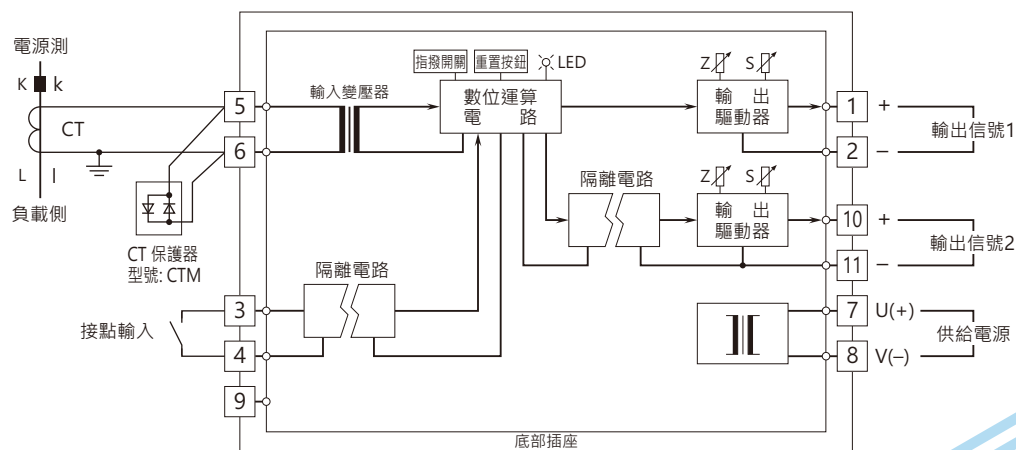 電源測
K
k
CT
L
l
負載側
CT 保護器
型號: CTM
接點輸入
5
6
3
4
9
輸入變壓器
指撥開關
重置按鈕
LED
數位運算
電 路
隔離電路
隔離電路
Z
S
輸 出
驅動器
Z
S
輸 出
驅動器
1
+
2
–
輸出信號1
10
+
11
–
輸出信號2
7
U(+)
8
V(–)
供給電源
底部插座